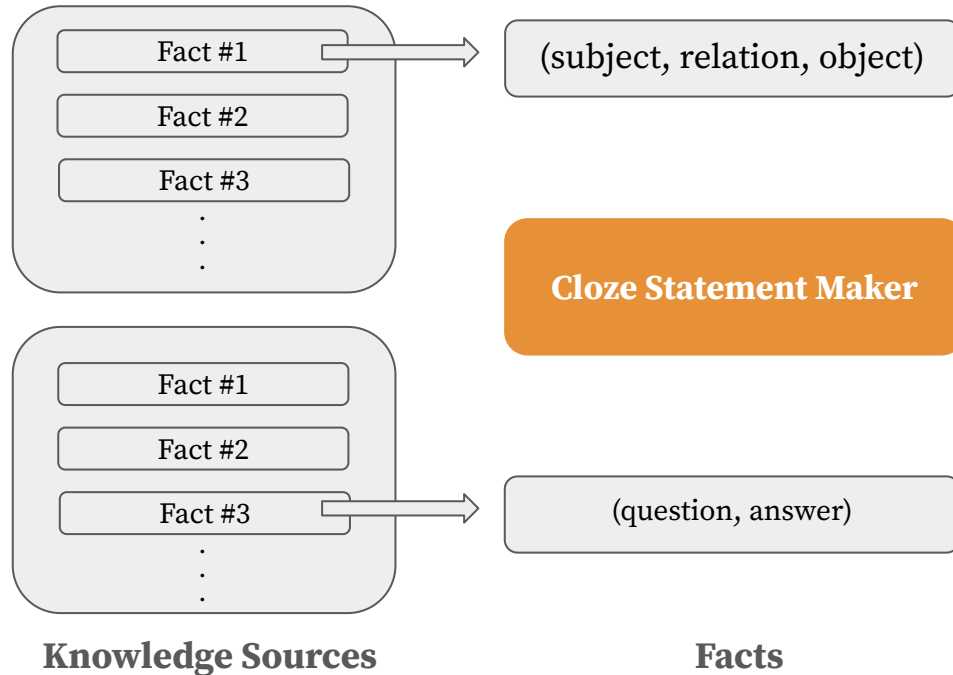 Fact #1
(subject, relation, object)
Fact #2
Fact #3
.
.
.
Cloze Statement Maker
Fact #1
Fact #2
Fact #3
(question, answer)
.
.
.
Knowledge Sources
Facts